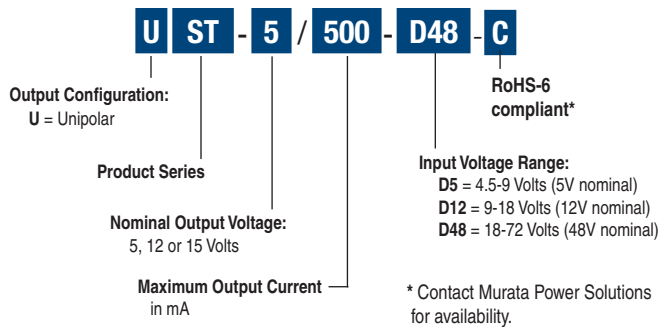 U ST - 5 / 500 - D48 - C
Output Configuration:
U = Unipolar
RoHS-6
compliant*
Product Series
Input Voltage Range:
D5 = 4.5-9 Volts (5V nominal)
D12 = 9-18 Volts (12V nominal)
D48 = 18-72 Volts (48V nominal)
Nominal Output Voltage:
5, 12 or 15 Volts
Maximum Output Current
in mA
* Contact Murata Power Solutions
for availability.